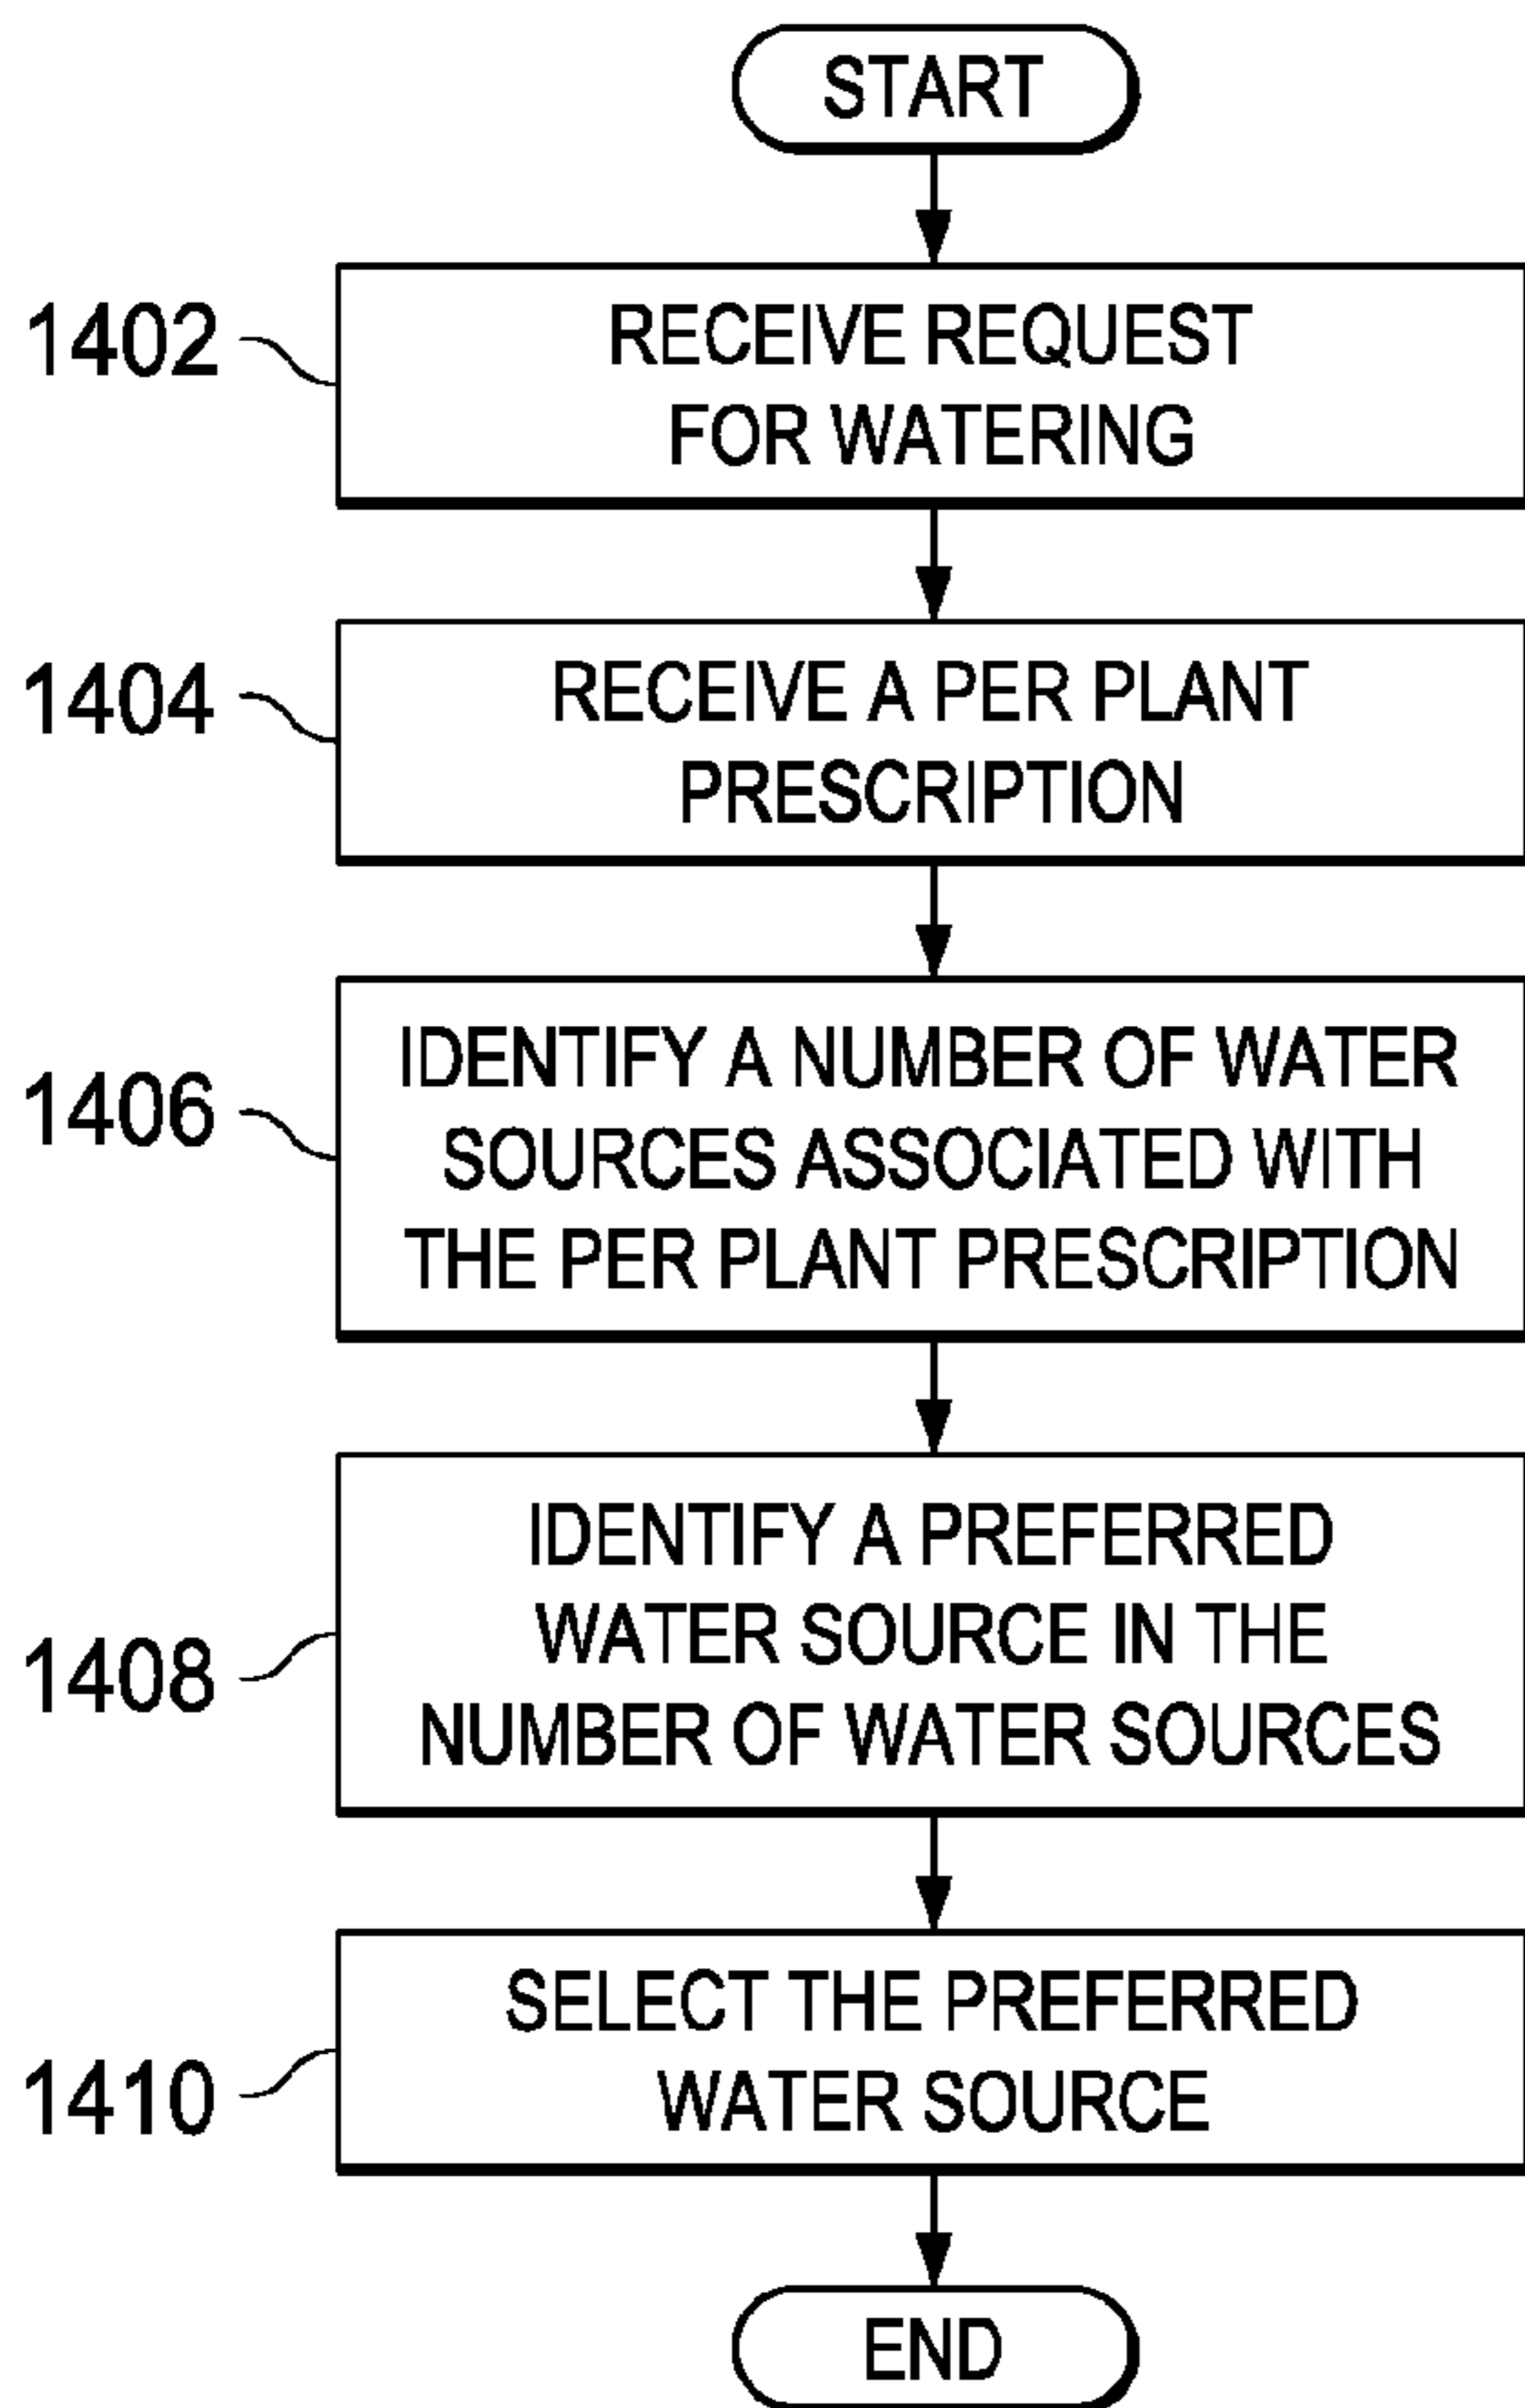 START
1402
RECEIVE REQUEST
FOR WATERING
1404
RECEIVE A PER PLANT
PRESCRIPTION
1406
IDENTIFY A NUMBER OF WATER
SOURCES ASSOCIATED WITH
THE PER PLANT PRESCRIPTION
1408
IDENTIFY A PREFERRED
WATER SOURCE IN THE
NUMBER OF WATER SOURCES
1410
SELECT THE PREFERRED
WATER SOURCE
END